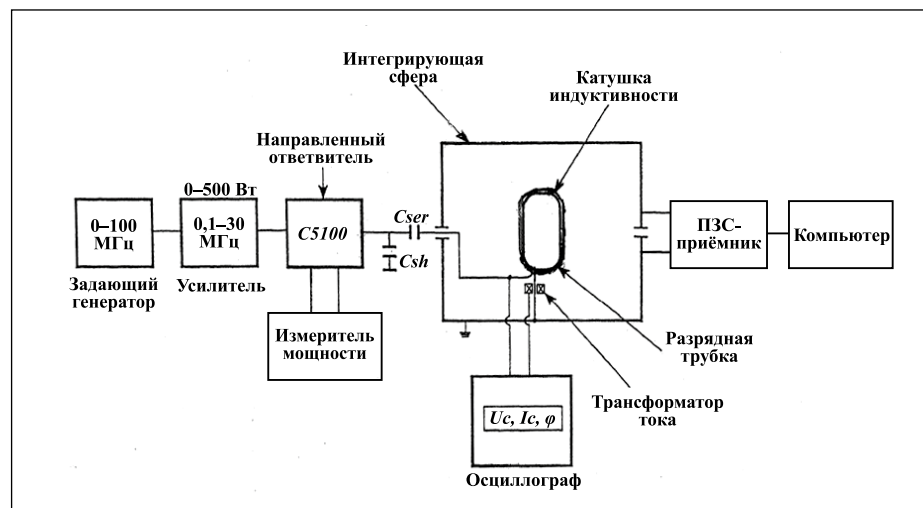 Интегрирующая
сфера
Катушка
индуктивности
Направленный
ответвитель
0–500 Вт
0–100
МГц
0,1–30
МГц
C5100
Cser
Csh
ПЗС-
приёмник
Компьютер
Задающий
генератор
Усилитель
Измеритель
мощности
Разрядная
трубка
Трансформатор
тока
Uc, Ic, φ
Осциллограф